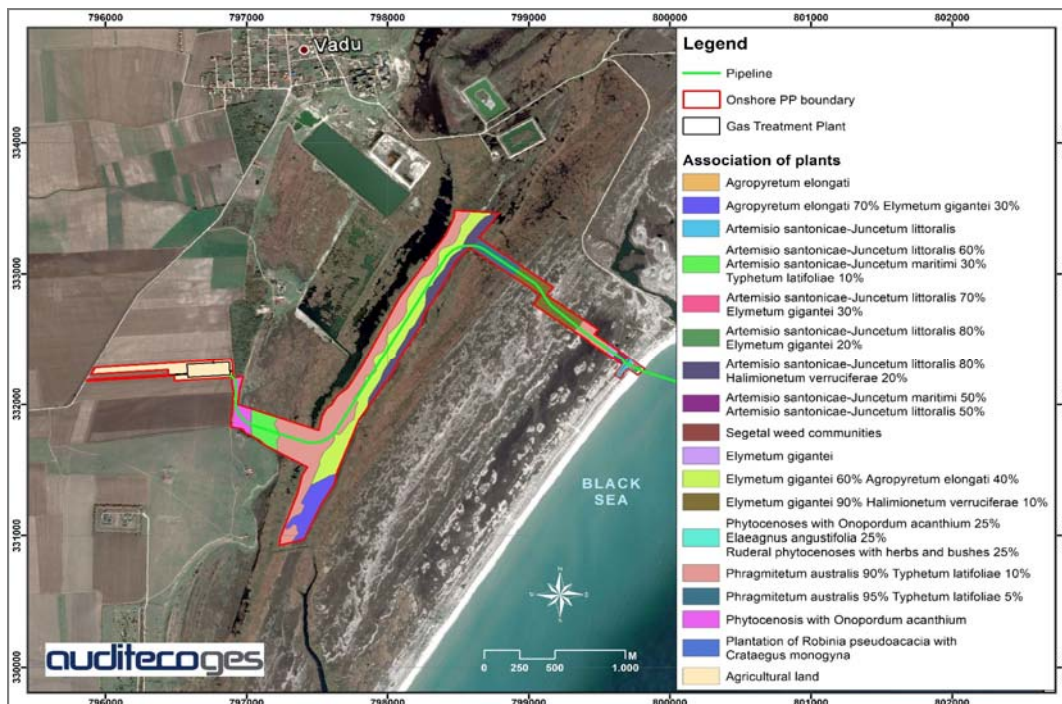 796000 797000 798000 799000 800000 801000 802000
334000
333000
332000
331000
330000
Vadu
BLACK
SEA
auditecoges
0 250 500 1.000
M
N
Legend
Pipeline
Onshore PP boundary
Gas Treatment Plant
Association of plants
Agropyretum elongati
Agropyretum elongati 70% Elymetum gigantei 30%
Artemisio santonicae-Juncetum littoralis
Artemisio santonicae-Juncetum littoralis 60%
Artemisio santonicae-Juncetum maritimi 30%
Typhetum latifoliae 10%
Artemisio santonicae-Juncetum littoralis 70%
Elymetum gigantei 30%
Artemisio santonicae-Juncetum littoralis 80%
Elymetum gigantei 20%
Artemisio santonicae-Juncetum littoralis 80%
Halimionetum verruciferae 20%
Artemisio santonicae-Juncetum maritimi 50%
Artemisio santonicae-Juncetum littoralis 50%
Segetal weed communities
Elymetum gigantei
Elymetum gigantei 60% Agropyretum elongati 40%
Elymetum gigantei 90% Halimionetum verruciferae 10%
Phytocenoses with Onopordum acanthium 25%
Elaeagnus angustifolia 25%
Ruderal phytocenoses with herbs and bushes 25%
Phragmitetum australis 90% Typhetum latifoliae 10%
Phragmitetum australis 95% Typhetum latifoliae 5%
Phytocenosis with Onopordum acanthium
Plantation of Robinia pseudoacacia with
Crataegus monogyna
Agricultural land
796000 797000 798000 799000 800000 801000 802000